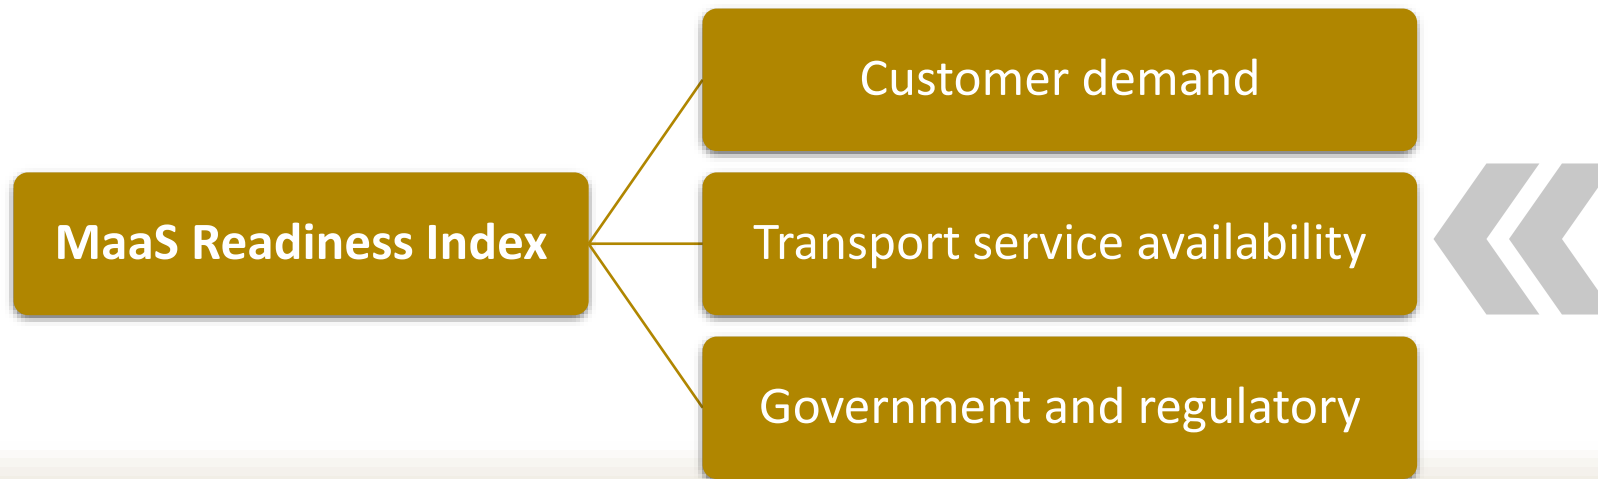 Customer demand
MaaS Readiness Index
Transport service availability
Government and regulatory